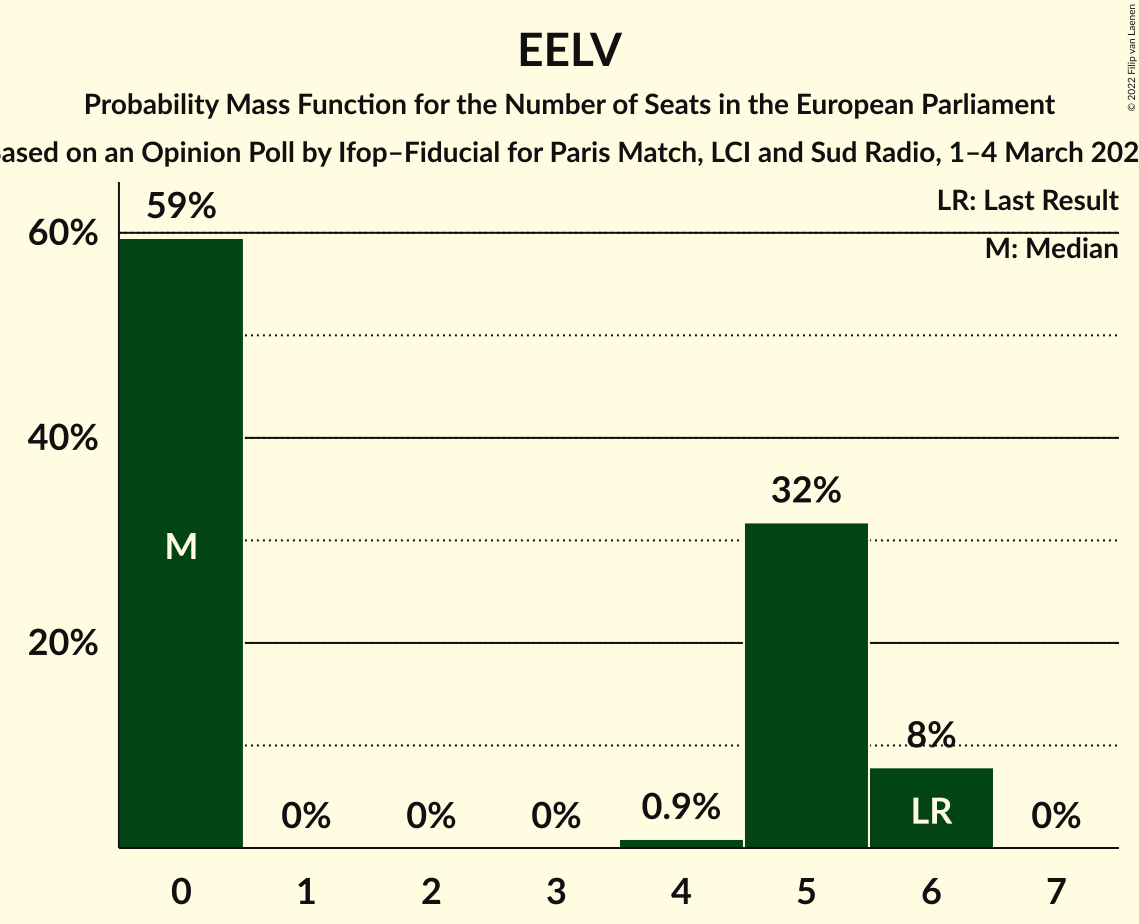 EELV
Probability Mass Function for the Number of Seats in the European Parliament
ased on an Opinion Poll by Ifop–Fiducial for Paris Match, LCI and Sud Radio, 1–4 March 202
© 2022 Filip van Laenen
LR: Last Result
M: Median
60%
40%
20%
59%
0%
0%
0%
0.9%
32%
8%
0%
M
LR
0
1
2
3
4
5
6
7